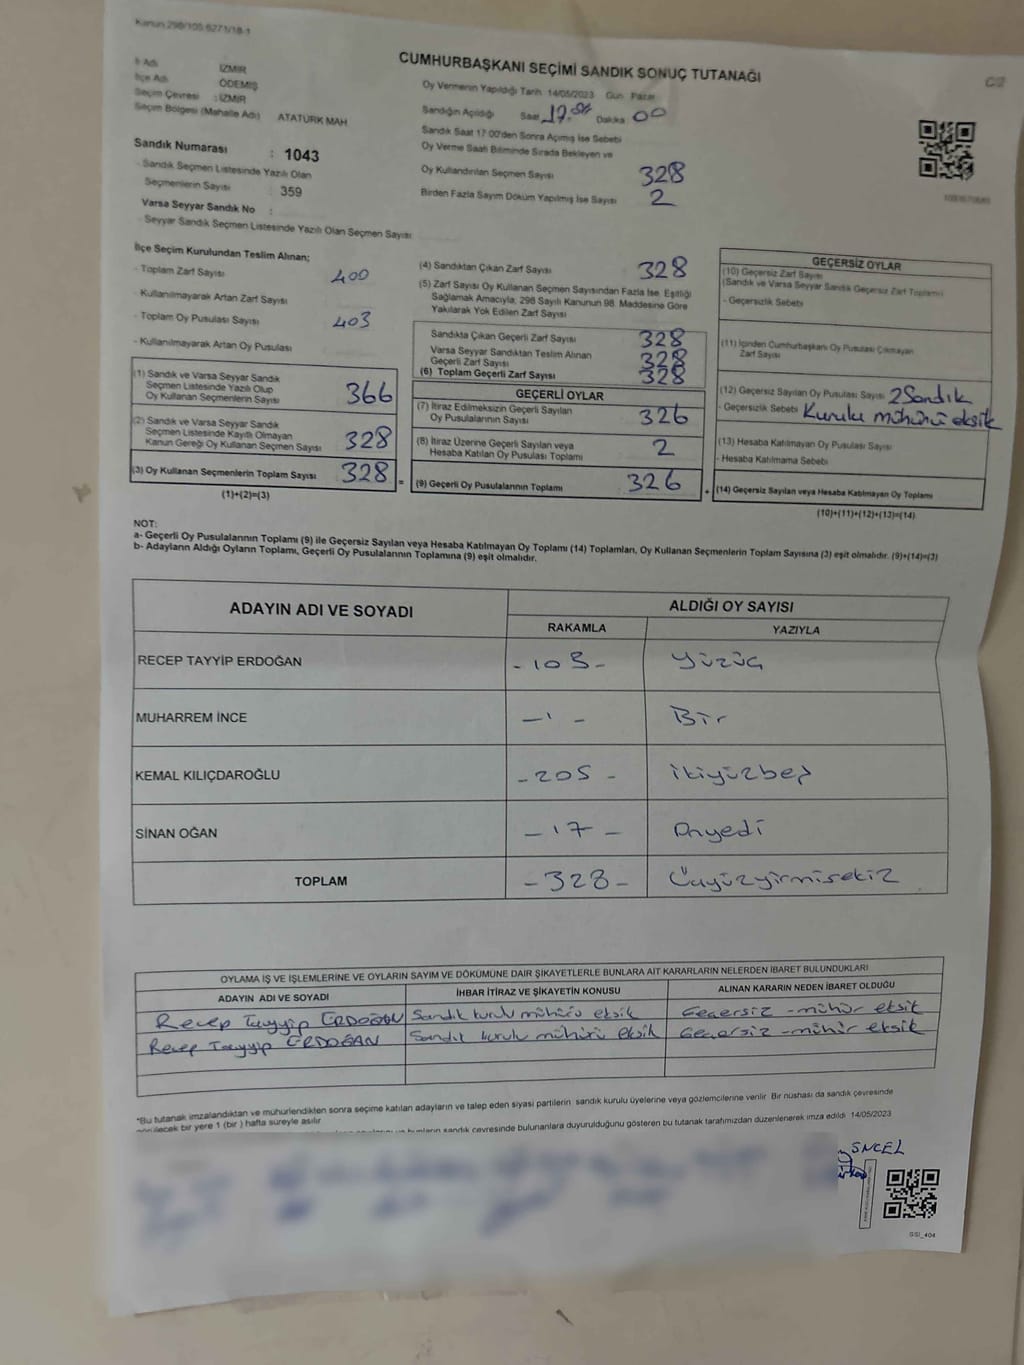 Kanun 298/105 6271/18-1
CUMHURBAŞKANI SEÇİMİ SANDIK SONUÇ TUTANAĞI
C/2
İl Adı İZMİR
İlçe Adı ÖDEMİŞ
Seçim Çevresi : İZMİR
Seçim Bölgesi (Mahalle Adı) ATATÜRK MAH
Oy Vermenin Yapıldığı Tarih 14/05/2023 Gün Pazar
Sandığın Açıldığı Saat Dakika 00
Sandık Saat 17:00'den Sonra Açılmış İse Sebebi
Oy Verme Saati Bitiminde Sırada Bekleyen ve
Oy Kullandırılan Seçmen Sayısı 328
Birden Fazla Sayım Döküm Yapılmış İse Sayısı 2
Sandık Numarası : 1043
- Sandık Seçmen Listesinde Yazılı Olan
Seçmenlerin Sayısı : 359
Varsa Seyyar Sandık No :
- Seyyar Sandık Seçmen Listesinde Yazılı Olan Seçmen Sayısı
İlçe Seçim Kurulundan Teslim Alınan;
- Toplam Zarf Sayısı 400
- Kullanılmayarak Artan Zarf Sayısı
- Toplam Oy Pusulası Sayısı 403
- Kullanılmayarak Artan Oy Pusulası
(1) Sandık ve Varsa Seyyar Sandık
Seçmen Listesinde Yazılı Olup
Oy Kullanan Seçmenlerin Sayısı 366
(2) Sandık ve Varsa Seyyar Sandık
Seçmen Listesinde Kayıtlı Olmayan
Kanun Gereği Oy Kullanan Seçmen Sayısı 328
(3) Oy Kullanan Seçmenlerin Toplam Sayısı 328 =
(1)+(2)=(3)
(4) Sandıktan Çıkan Zarf Sayısı 328
(5) Zarf Sayısı Oy Kullanan Seçmen Sayısından Fazla İse, Eşitliği
Sağlamak Amacıyla, 298 Sayılı Kanunun 98. Maddesine Göre
Yakılarak Yok Edilen Zarf Sayısı
Sandıkta Çıkan Geçerli Zarf Sayısı 328
Varsa Seyyar Sandıktan Teslim Alınan
Geçerli Zarf Sayısı 328
(6) Toplam Geçerli Zarf Sayısı 328
GEÇERLİ OYLAR
(7) İtiraz Edilmeksizin Geçerli Sayılan
Oy Pusulalarının Sayısı 326
(8) İtiraz Üzerine Geçerli Sayılan veya
Hesaba Katılan Oy Pusulası Toplamı 2
(9) Geçerli Oy Pusulalarının Toplamı 326 +
GEÇERSİZ OYLAR
(10) Geçersiz Zarf Sayısı
(Sandık ve Varsa Seyyar Sandık Geçersiz Zarf Toplamı)
- Geçersizlik Sebebi
(11) İçinden Cumhurbaşkanı Oy Pusulası Çıkmayan
Zarf Sayısı
(12) Geçersiz Sayılan Oy Pusulası Sayısı 2 Sandık
- Geçersizlik Sebebi Kurulu mühürü eksik
(13) Hesaba Katılmayan Oy Pusulası Sayısı
- Hesaba Katılmama Sebebi
(14) Geçersiz Sayılan veya Hesaba Katılmayan Oy Toplamı
(10)+(11)+(12)+(13)=(14)
NOT:
a- Geçerli Oy Pusulalarının Toplamı (9) ile Geçersiz Sayılan veya Hesaba Katılmayan Oy Toplamı (14) Toplamları, Oy Kullanan Seçmenlerin Toplam Sayısına (3) eşit olmalıdır. (9)+(14)=(3)
b- Adayların Aldığı Oyların Toplamı, Geçerli Oy Pusulalarının Toplamına (9) eşit olmalıdır.
ADAYIN ADI VE SOYADI
ALDIĞI OY SAYISI
RAKAMLA YAZIYLA
RECEP TAYYİP ERDOĞAN - 103 - Yüzüç
MUHARREM İNCE - 1 - Bir
KEMAL KILIÇDAROĞLU - 205 - ikiyüzbeş
SİNAN OĞAN - 17 - Onyedi
TOPLAM - 328 - Üçyüzyirmisekiz
OYLAMA İŞ VE İŞLEMLERİNE VE OYLARIN SAYIM VE DÖKÜMÜNE DAİR ŞİKAYETLERLE BUNLARA AİT KARARLARIN NELERDEN İBARET BULUNDUKLARI
ADAYIN ADI VE SOYADI İHBAR İTİRAZ VE ŞİKAYETİN KONUSU ALINAN KARARIN NEDEN İBARET OLDUĞU
Recep Tayyip ERDOĞAN Sandık kurulu mühürü eksik Geçersiz - mühür eksik
Recep Tayyip ERDOĞAN Sandık kurulu mühürü eksik Geçersiz - mühür eksik
*Bu tutanak imzalandıktan ve mühürlendikten sonra seçime katılan adayların ve talep eden siyasi partilerin sandık kurulu üyelerine veya gözlemcilerine verilir. Bir nüshası da sandık çevresinde
görülecek bir yere 1 (bir) hafta süreyle asılır.
bunların sandık çevresinde bulunanlara duyurulduğunu gösteren bu tutanak tarafımızdan düzenlenerek imza edildi 14/05/2023
SSI_404